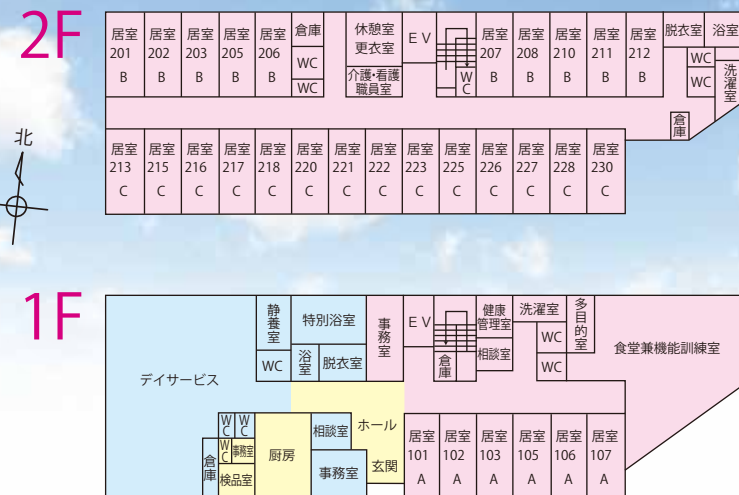 2F
居室 201 B
居室 202 B
居室 203 B
居室 205 B
居室 206 B
倉庫
WC
WC
休憩室
更衣室
介護・看護
職員室
EV
WC
居室 207 B
居室 208 B
居室 210 B
居室 211 B
居室 212 B
脱衣室
浴室
WC
WC
洗濯室
倉庫
北
居室 213 C
居室 215 C
居室 216 C
居室 217 C
居室 218 C
居室 220 C
居室 221 C
居室 222 C
居室 223 C
居室 225 C
居室 226 C
居室 227 C
居室 228 C
居室 230 C
1F
デイサービス
静養室
WC
特別浴室
浴室
脱衣室
事務室
EV
倉庫
健康
管理室
相談室
洗濯室
WC
WC
多目的室
食堂兼機能訓練室
WC
WC
WC
事務室
倉庫
検品室
厨房
相談室
事務室
ホール
玄関
居室 101 A
居室 102 A
居室 103 A
居室 105 A
居室 106 A
居室 107 A